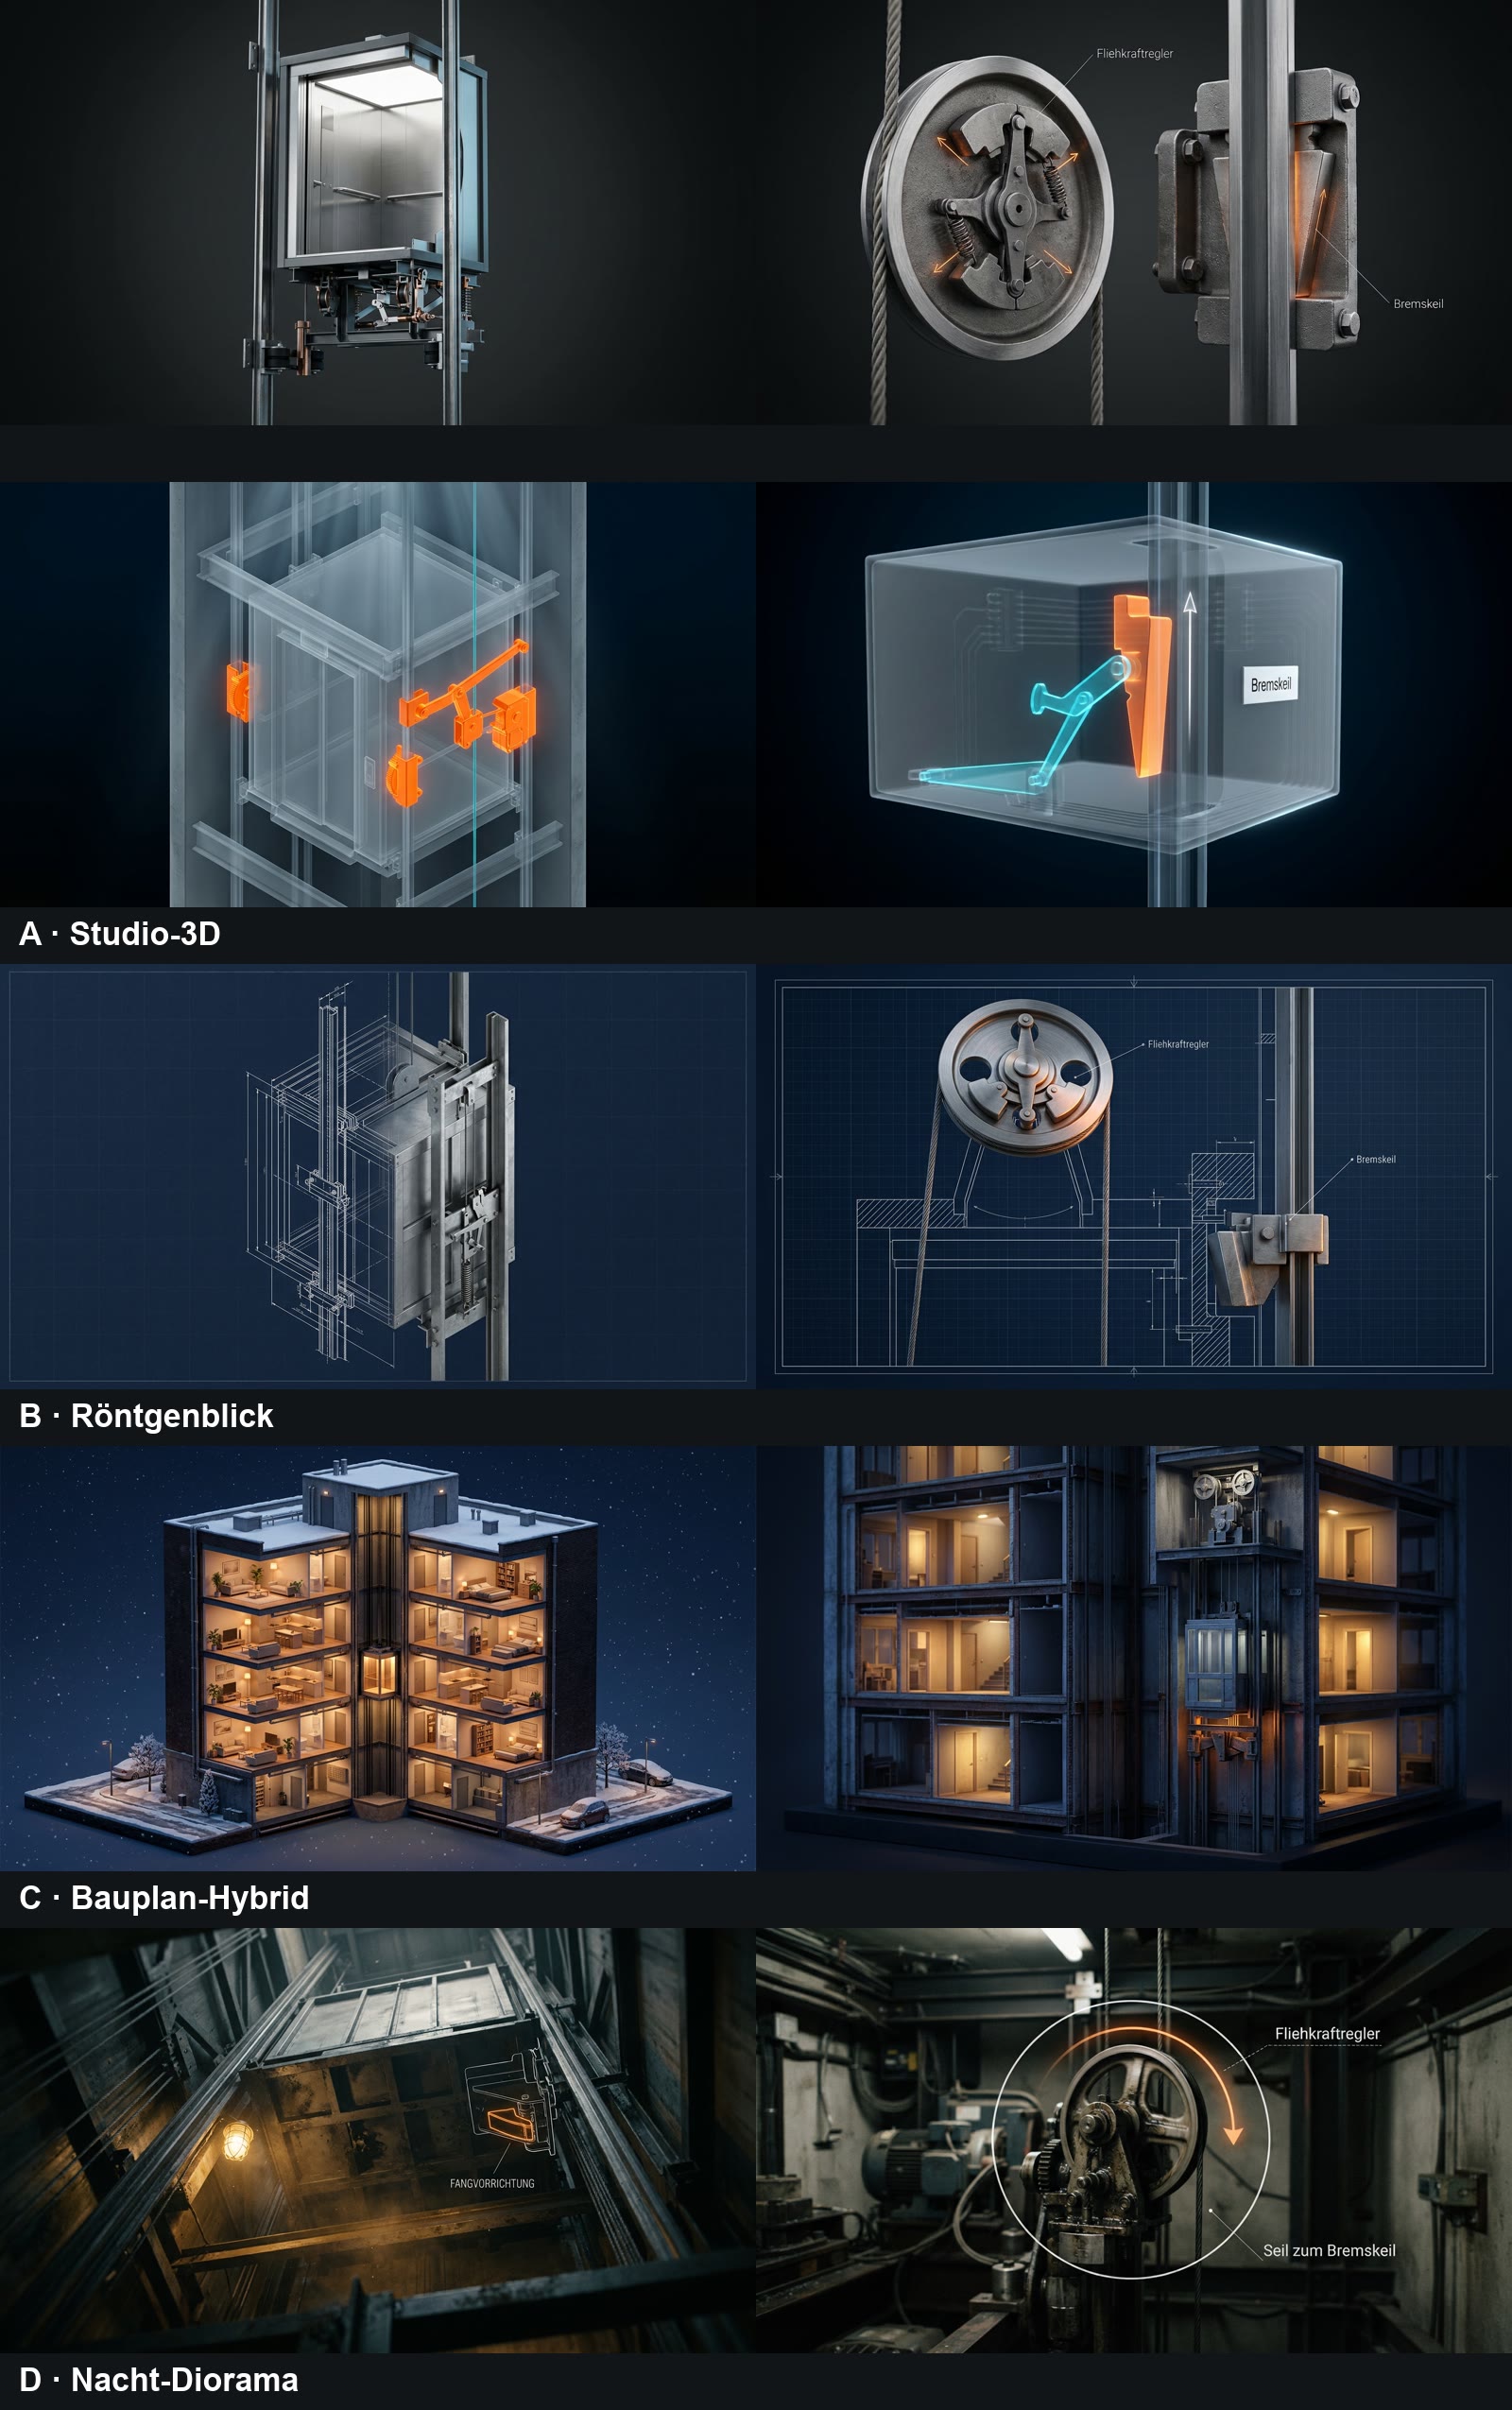 Fliehkraftregler
Bremskeil
Bremskeil
A · Studio-3D
Fliehkraftregler
Bremskeil
B · Röntgenblick
C · Bauplan-Hybrid
FANGVORRICHTUNG
Fliehkraftregler
Seil zum Bremskeil
D · Nacht-Diorama